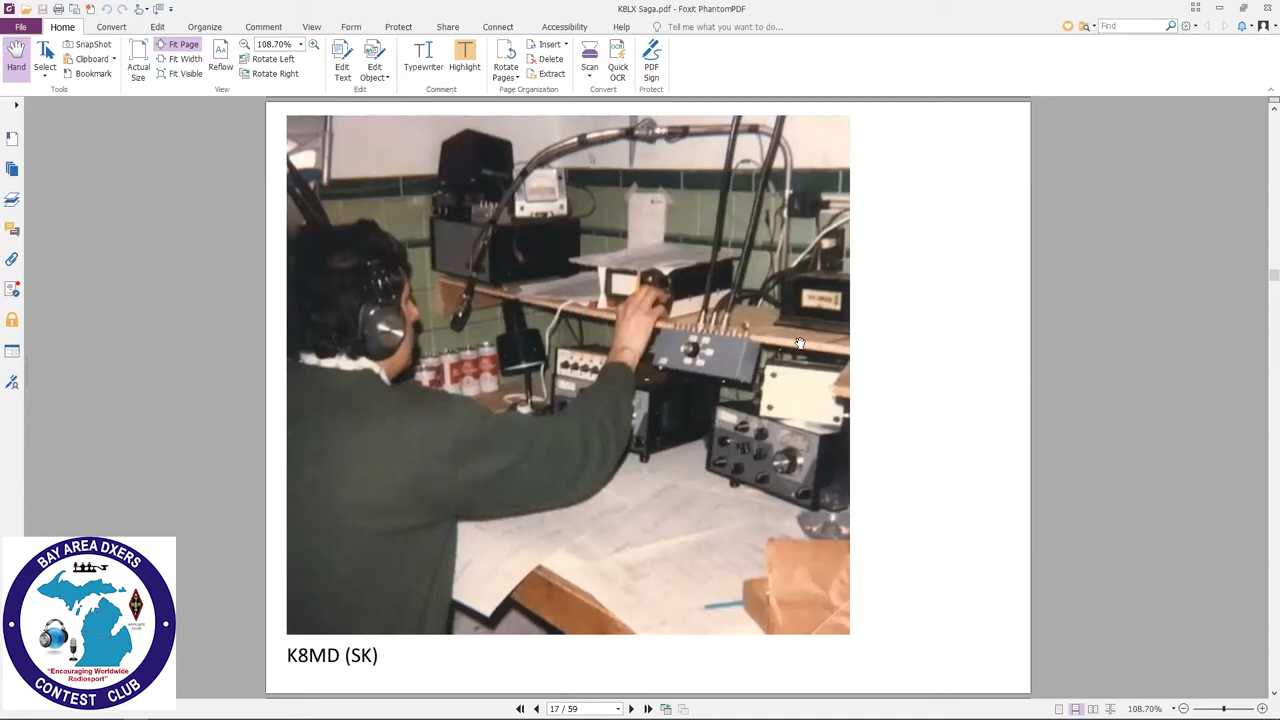 K8LX Saga.pdf - Foxit PhantomPDF
File Home Convert Edit Organize Comment View Form Protect Share Connect Accessibility Help Tell me what you want to do... Find
Hand
Select
SnapShot
Clipboard
Bookmark
Tools
Actual Size
Fit Page
Fit Width
Fit Visible
Reflow
108.70%
Rotate Left
Rotate Right
View
Edit Text
Edit Object
Edit
Typewriter
Highlight
Comment
Rotate Pages
Insert
Delete
Extract
Page Organization
Scan
Quick OCR
Convert
PDF Sign
Protect
K8MD (SK)
BAY AREA DXERS
AFFILIATE CLUB
"Encouraging Worldwide
Radiosport"
CONTEST CLUB
17 / 59
108.70%